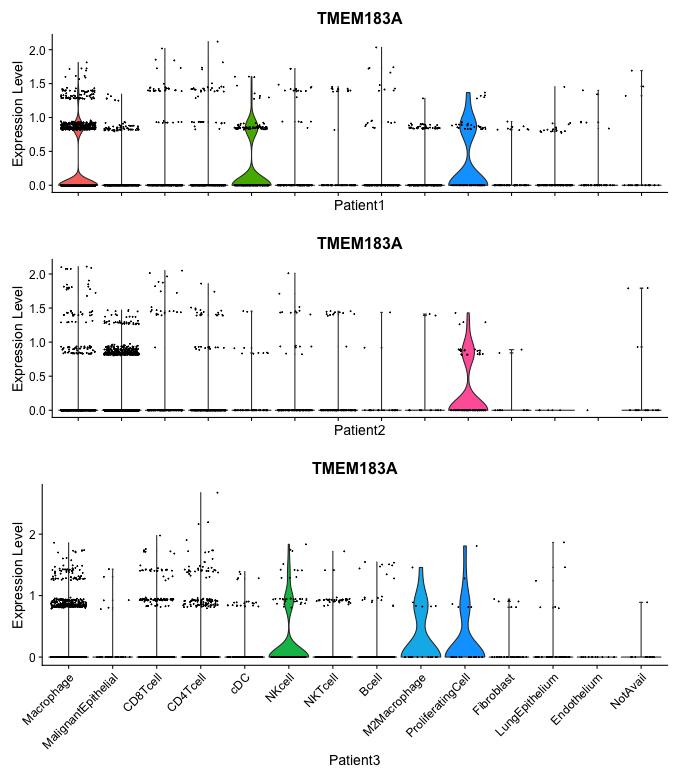 TMEM183A
2.0
1.5
1.0
0.5
0.0
Expression Level
Patient1
TMEM183A
2.0
1.5
1.0
0.5
0.0
Expression Level
Patient2
TMEM183A
2
1
0
Expression Level
Macrophage
MalignantEpithelial
CD8Tcell
CD4Tcell
cDC
NKcell
NKTcell
Bcell
M2Macrophage
ProliferatingCell
Fibroblast
LungEpithelium
Endothelium
NotAvail
Patient3